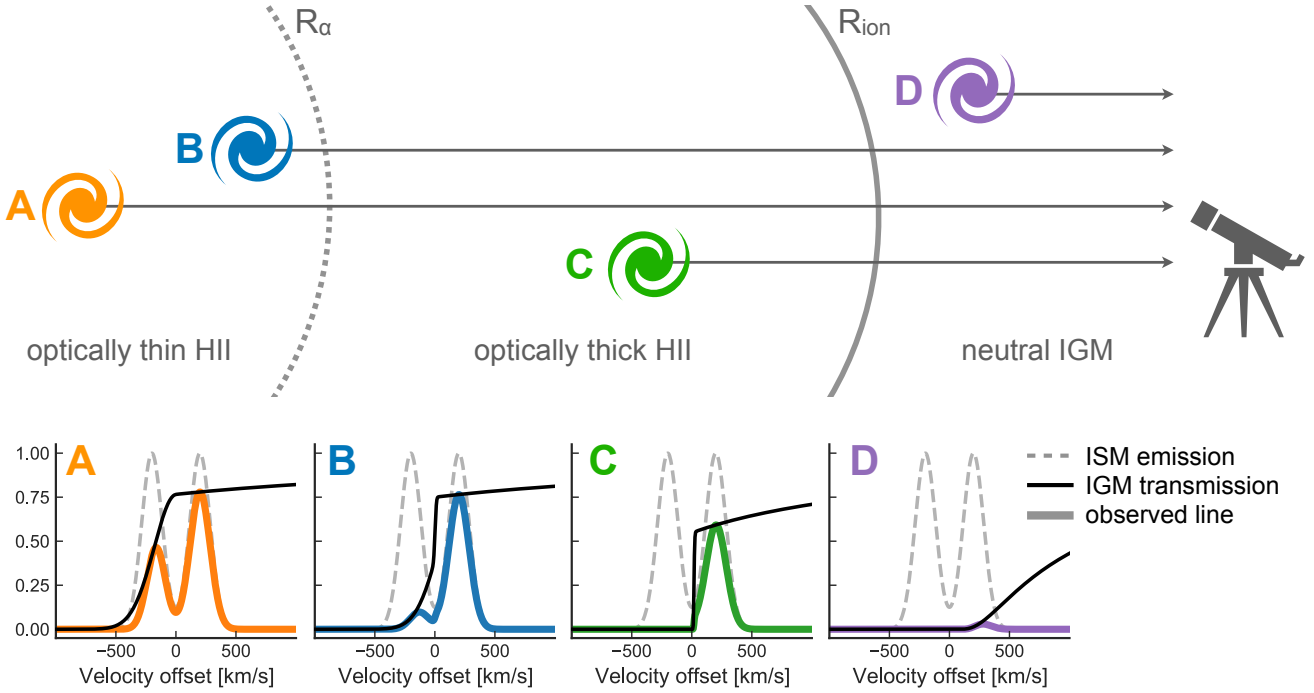 Rα
Rion
D
B
A
C
optically thin HII
optically thick HII
neutral IGM
A
B
C
D
1.00
0.75
0.50
0.25
0.00
ISM emission
IGM transmission
observed line
−500 0 500
−500 0 500
−500 0 500
−500 0 500
Velocity offset [km/s]
Velocity offset [km/s]
Velocity offset [km/s]
Velocity offset [km/s]